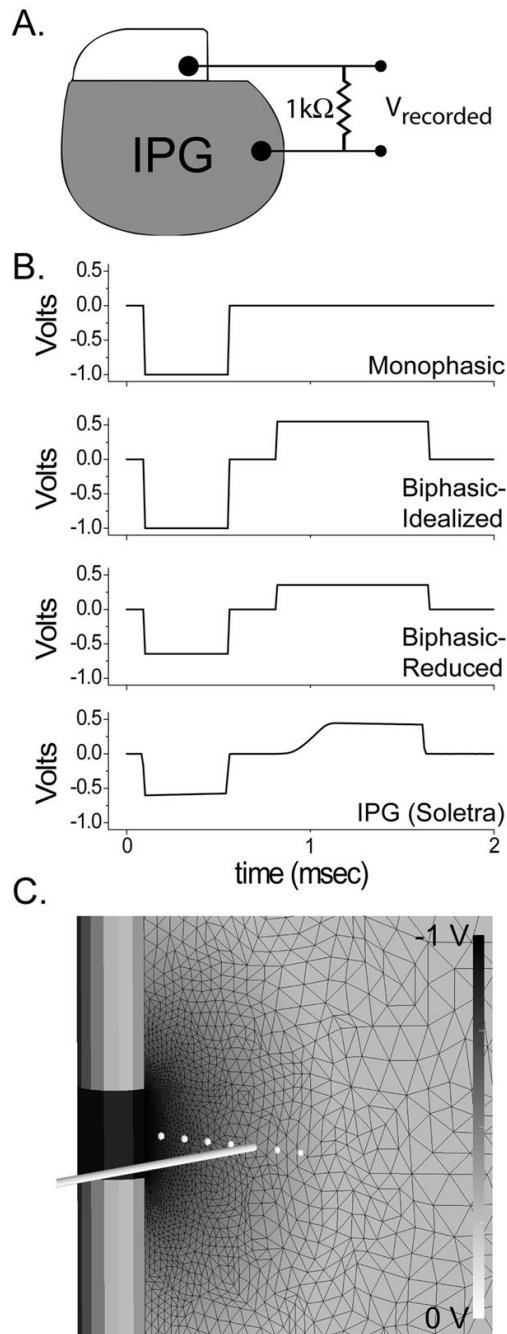 A.
IPG
1kΩ
Vrecorded
B.
Volts
0.5
0.0
-0.5
-1.0
Monophasic
Volts
0.5
0.0
-0.5
-1.0
Biphasic-
Idealized
Volts
0.5
0.0
-0.5
-1.0
Biphasic-
Reduced
Volts
0.5
0.0
-0.5
-1.0
IPG (Soletra)
0
1
2
time (msec)
C.
-1 V
0 V